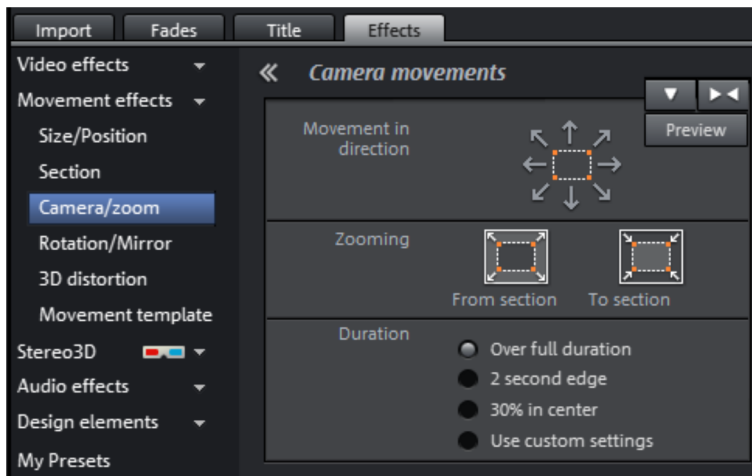 Import Fades Title Effects
Video effects
Movement effects
Size/Position
Section
Camera/zoom
Rotation/Mirror
3D distortion
Movement template
Stereo3D
Audio effects
Design elements
My Presets
Camera movements
Preview
Movement in
direction
Zooming
From section To section
Duration
Over full duration
2 second edge
30% in center
Use custom settings